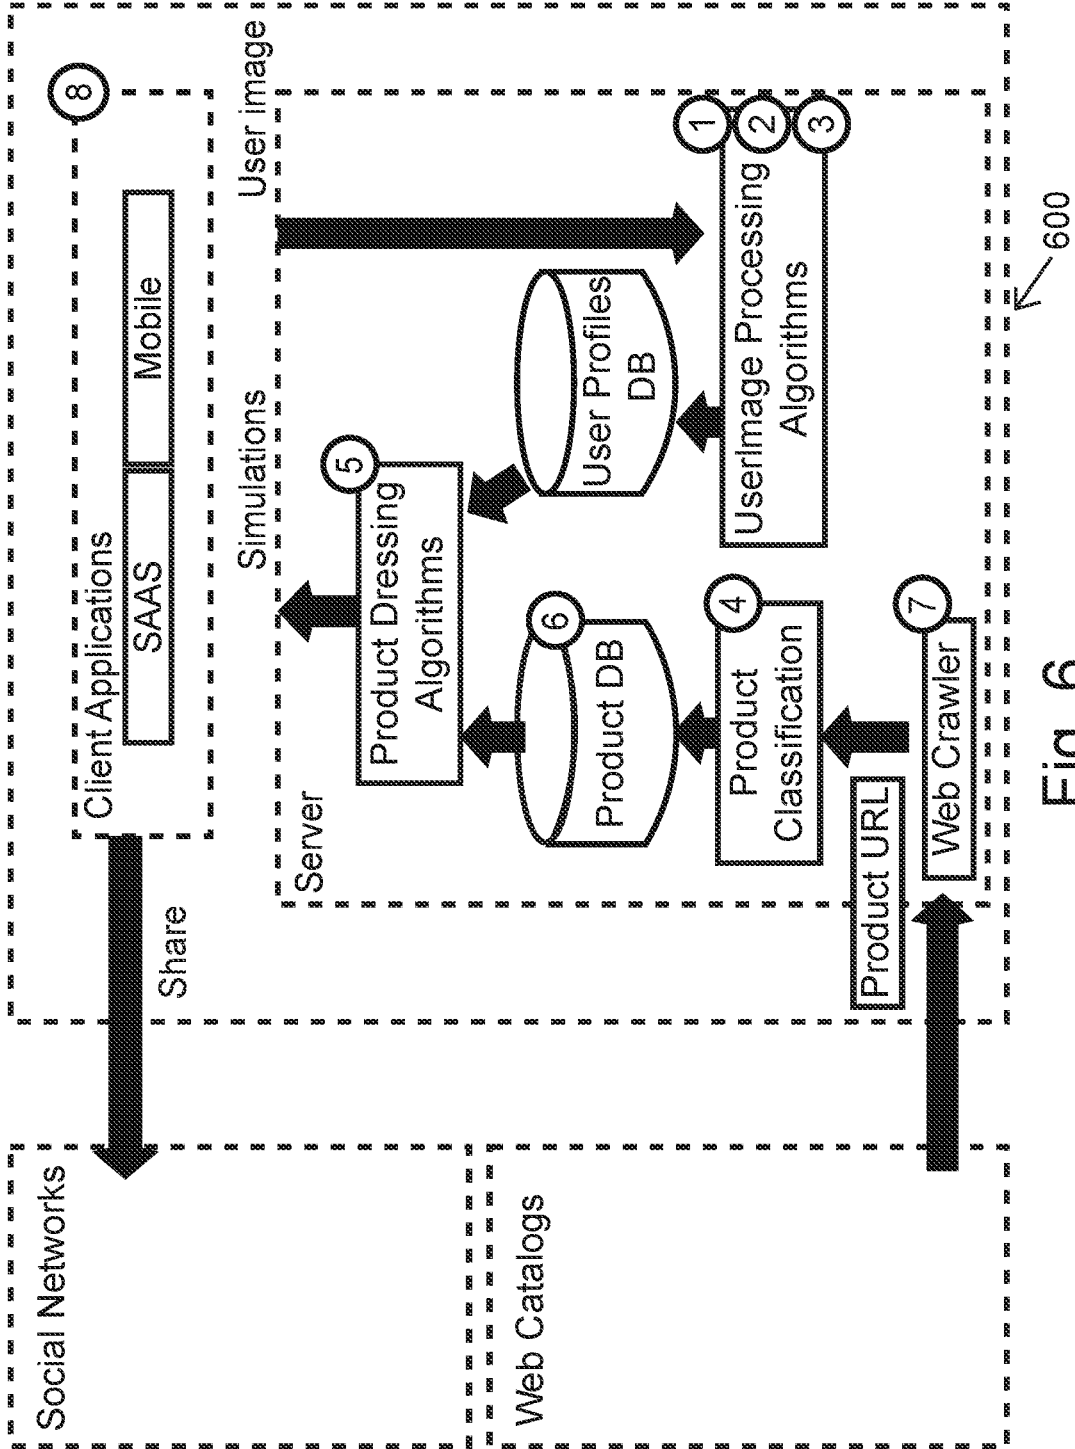 Social Networks
Share
Client Applications
SAAS
Mobile
8
Simulations
User image
Server
5
Product Dressing
Algorithms
6
Product DB
User Profiles
DB
4
Product
Classification
1
2
3
UserImage Processing
Algorithms
Web Catalogs
Product URL
7
Web Crawler
600
Fig. 6